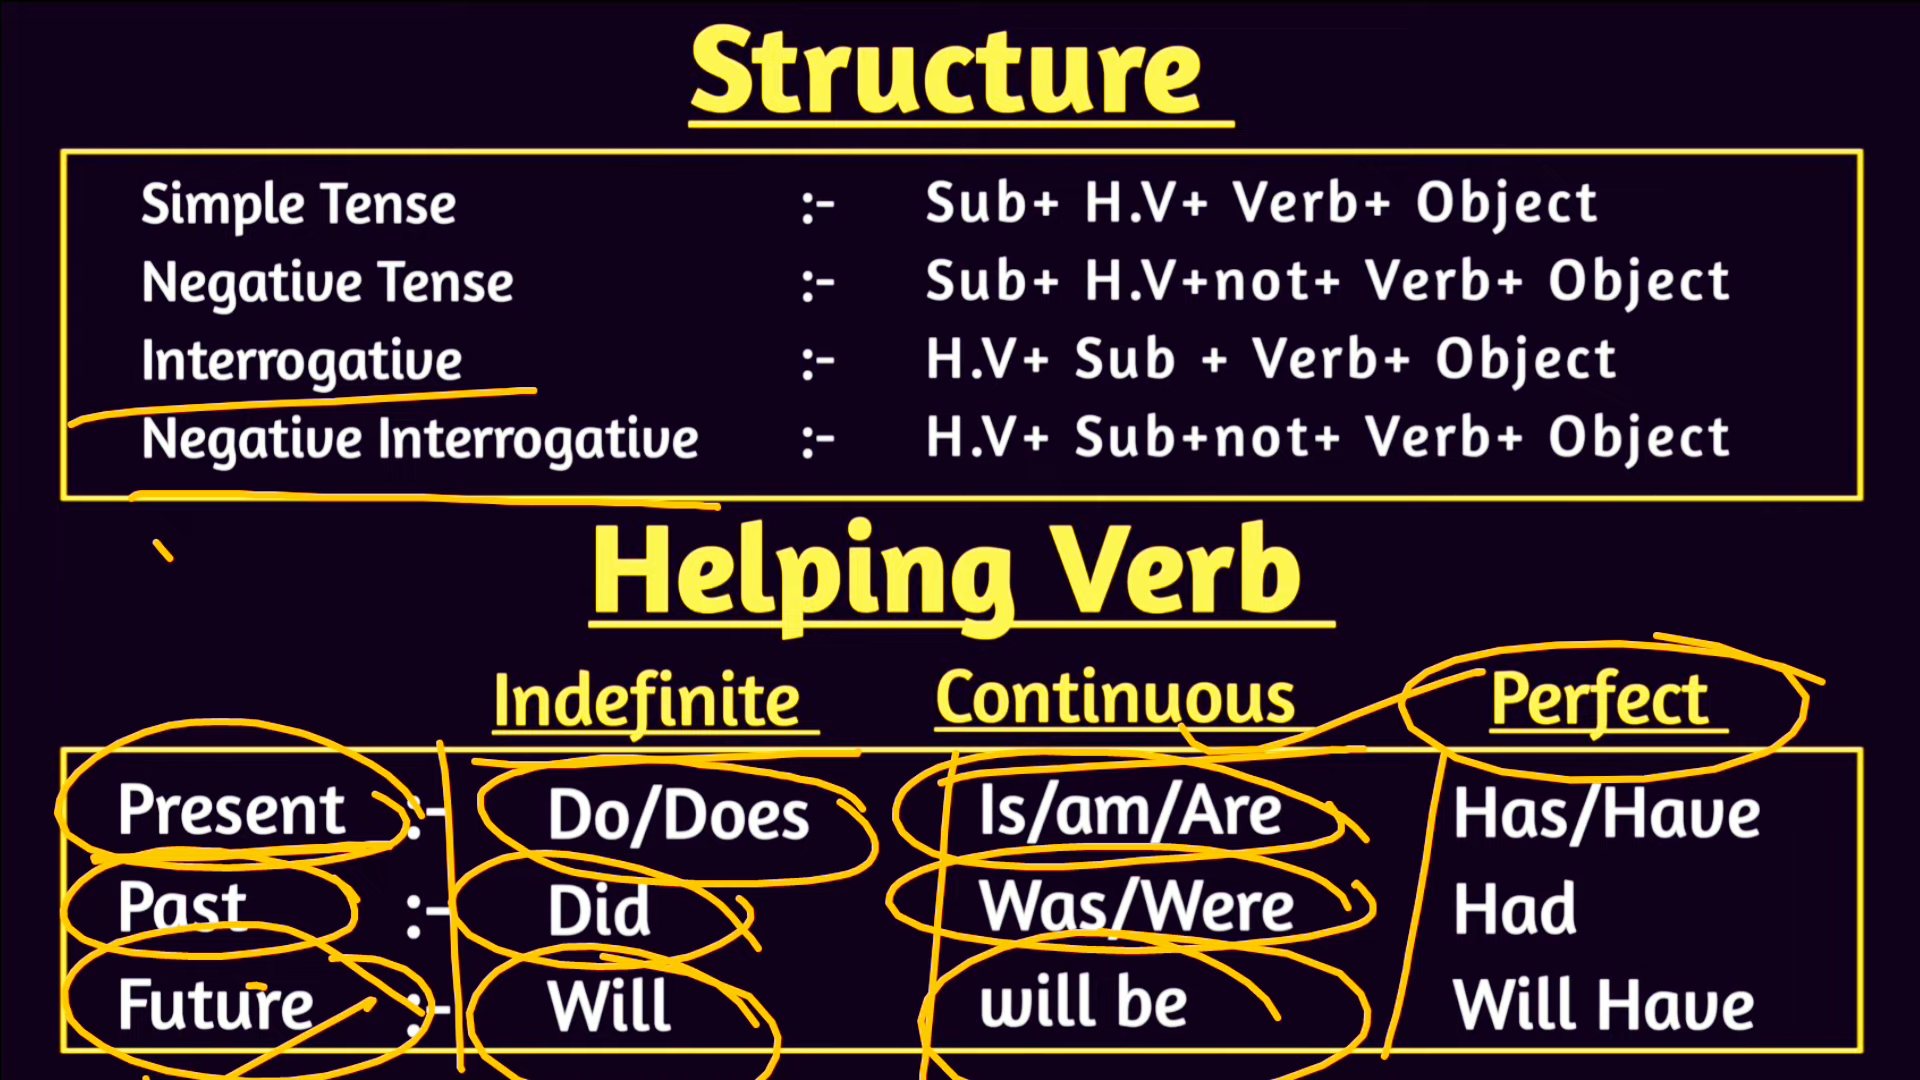 Structure
Simple Tense :- Sub+ H.V+ Verb+ Object
Negative Tense :- Sub+ H.V+not+ Verb+ Object
Interrogative :- H.V+ Sub + Verb+ Object
Negative Interrogative :- H.V+ Sub+not+ Verb+ Object
Helping Verb
Indefinite Continuous Perfect
Present :- Do/Does Is/am/Are Has/Have
Past :- Did Was/Were Had
Future :- Will will be Will Have